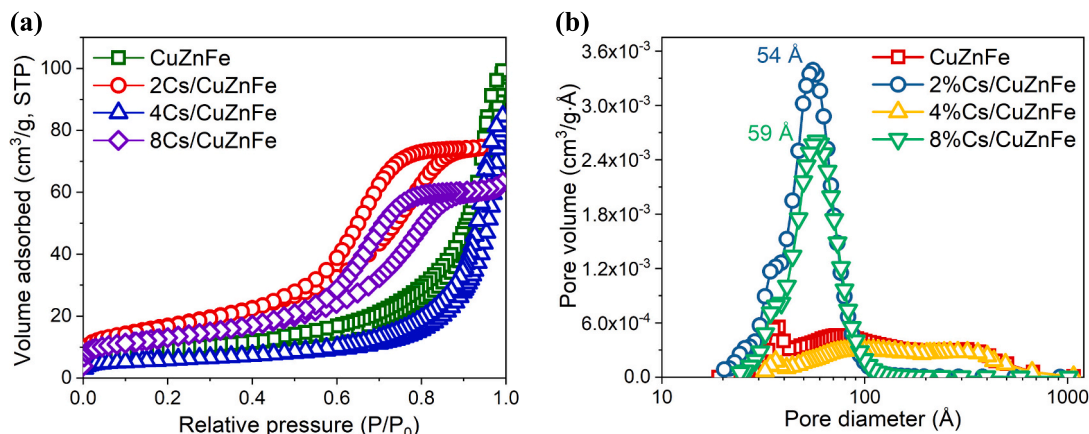 (a)
CuZnFe
2Cs/CuZnFe
4Cs/CuZnFe
8Cs/CuZnFe
Volume adsorbed (cm³/g, STP)
120
100
80
60
40
20
0
0.0 0.2 0.4 0.6 0.8 1.0
Relative pressure (P/P₀)
(b)
54 Å
59 Å
CuZnFe
2%Cs/CuZnFe
4%Cs/CuZnFe
8%Cs/CuZnFe
Pore volume (cm³/g·Å)
3.6x10⁻³
3.0x10⁻³
2.4x10⁻³
1.8x10⁻³
1.2x10⁻³
6.0x10⁻⁴
0.0
10 100 1000
Pore diameter (Å)